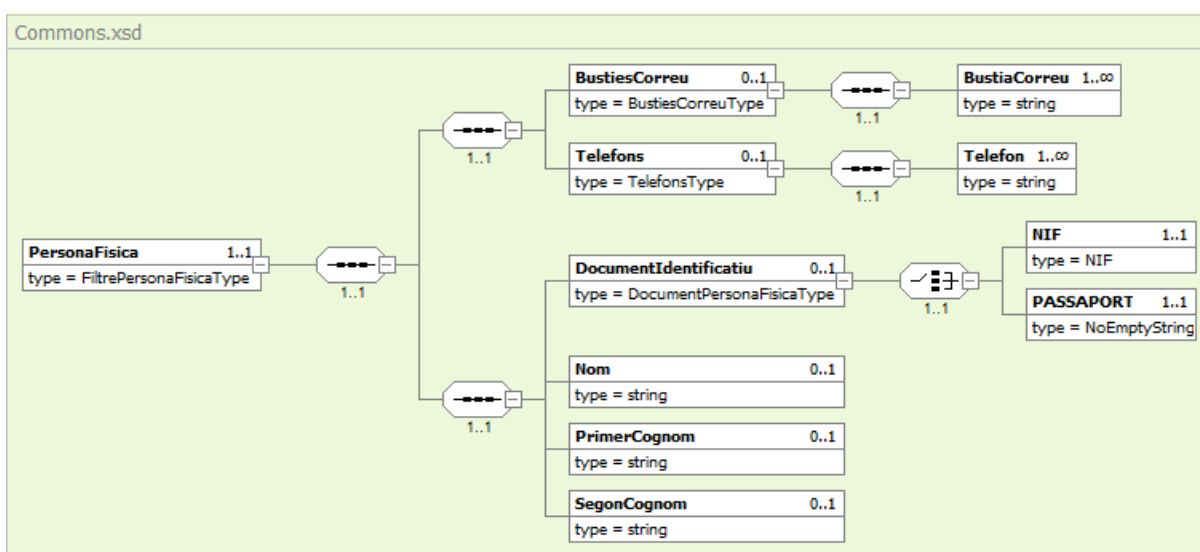 Commons.xsd
BustiesCorreu 0..1
type = BustiesCorreuType
1..1
BustiaCorreu 1..∞
type = string
1..1
Telefons 0..1
type = TelefonsType
1..1
Telefon 1..∞
type = string
PersonaFisica 1..1
type = FiltrePersonaFisicaType
1..1
DocumentIdentificatiu 0..1
type = DocumentPersonaFisicaType
1..1
NIF 1..1
type = NIF
PASSAPORT 1..1
type = NoEmptyString
1..1
Nom 0..1
type = string
PrimerCognom 0..1
type = string
SegonCognom 0..1
type = string